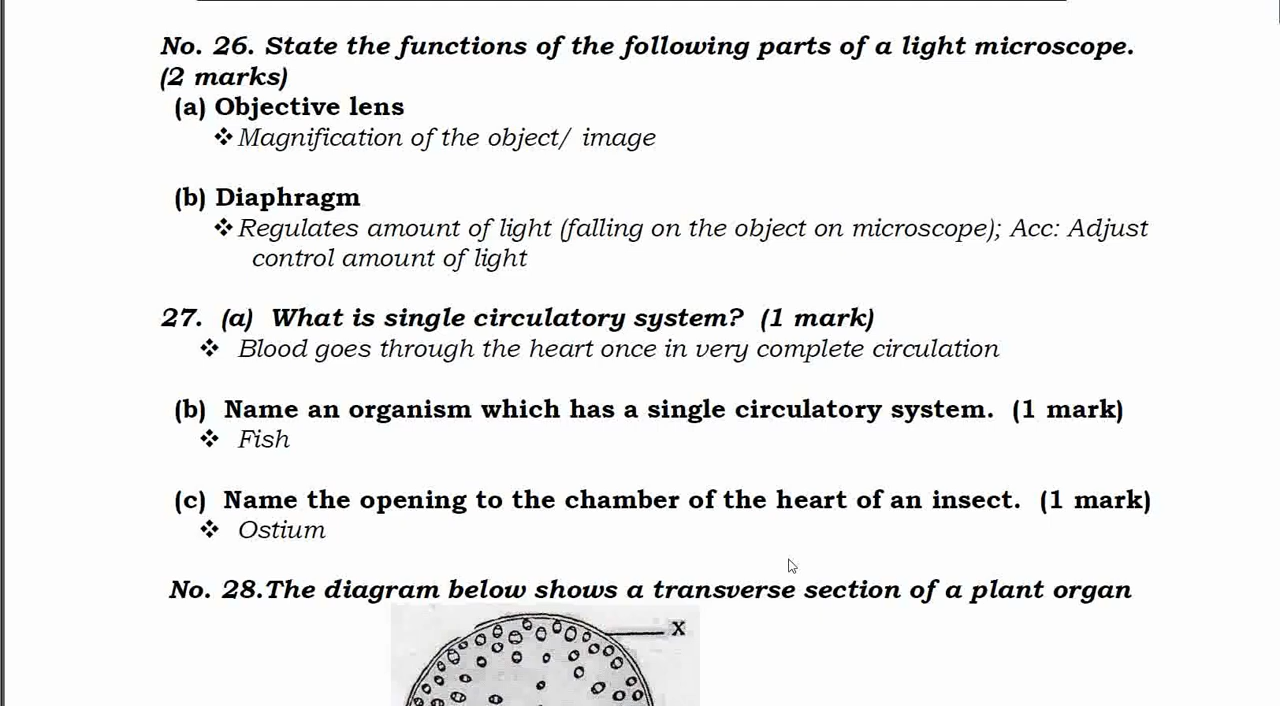 No. 26. State the functions of the following parts of a light microscope.
(2 marks)
(a) Objective lens
❖ Magnification of the object/ image
(b) Diaphragm
❖ Regulates amount of light (falling on the object on microscope); Acc: Adjust
control amount of light
27. (a) What is single circulatory system? (1 mark)
❖ Blood goes through the heart once in very complete circulation
(b) Name an organism which has a single circulatory system. (1 mark)
❖ Fish
(c) Name the opening to the chamber of the heart of an insect. (1 mark)
❖ Ostium
No. 28.The diagram below shows a transverse section of a plant organ
X